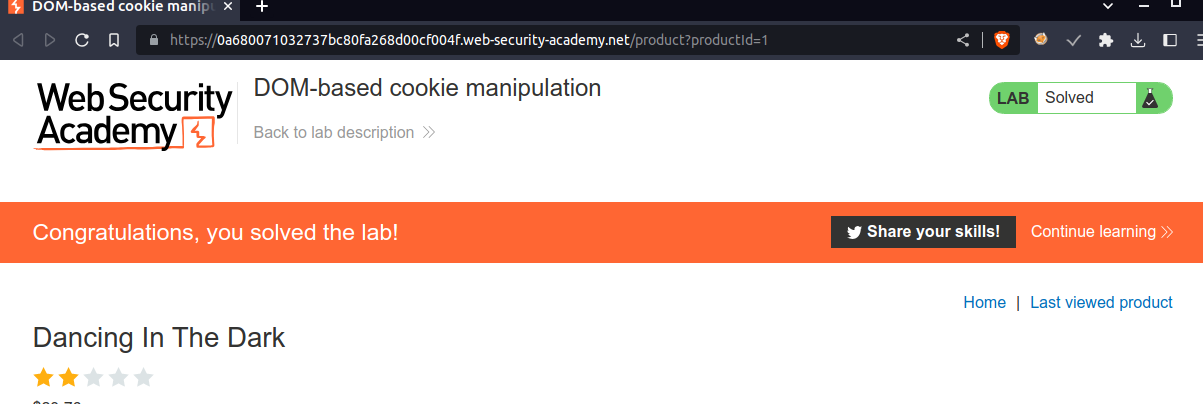 DOM-based cookie manipu
https://0a680071032737bc80fa268d00cf004f.web-security-academy.net/product?productId=1
Web Security
Academy
DOM-based cookie manipulation
Back to lab description
LAB Solved
Congratulations, you solved the lab!
Share your skills!
Continue learning
Home | Last viewed product
Dancing In The Dark